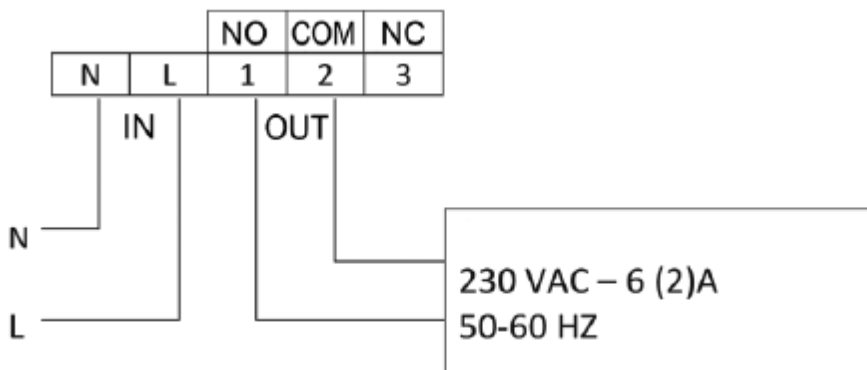 NO COM NC
N L 1 2 3
IN OUT
N
L
230 VAC – 6 (2)A
50-60 HZ